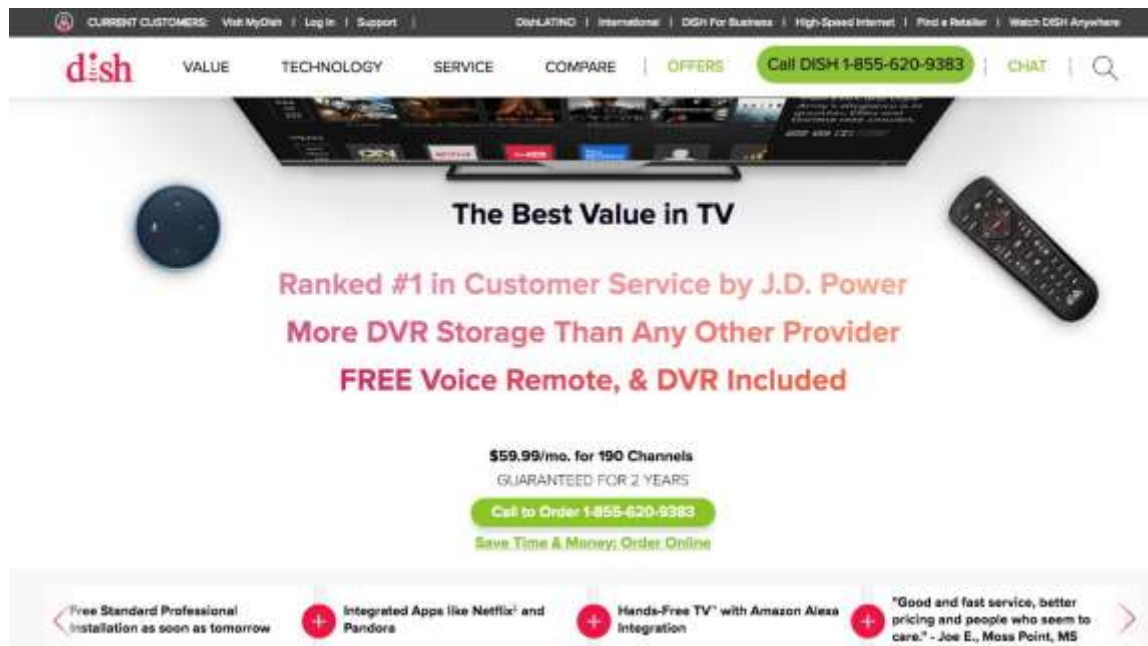 CURRENT CUSTOMERS: Visit MyDish | Log In | Support |
DishLATINO | International | DISH For Business | High-Speed Internet | Find a Retailer | Watch DISH Anywhere
dish
VALUE TECHNOLOGY SERVICE COMPARE | OFFERS Call DISH 1-855-620-9383 | CHAT |
The Best Value in TV
Ranked #1 in Customer Service by J.D. Power
More DVR Storage Than Any Other Provider
FREE Voice Remote, & DVR Included
$59.99/mo. for 190 Channels
GUARANTEED FOR 2 YEARS
Call to Order 1-855-620-9383
Save Time & Money; Order Online
Free Standard Professional
Installation as soon as tomorrow
Integrated Apps like Netflix¹ and
Pandora
Hands-Free TV* with Amazon Alexa
Integration
"Good and fast service, better
pricing and people who seem to
care." - Joe E., Moss Point, MS